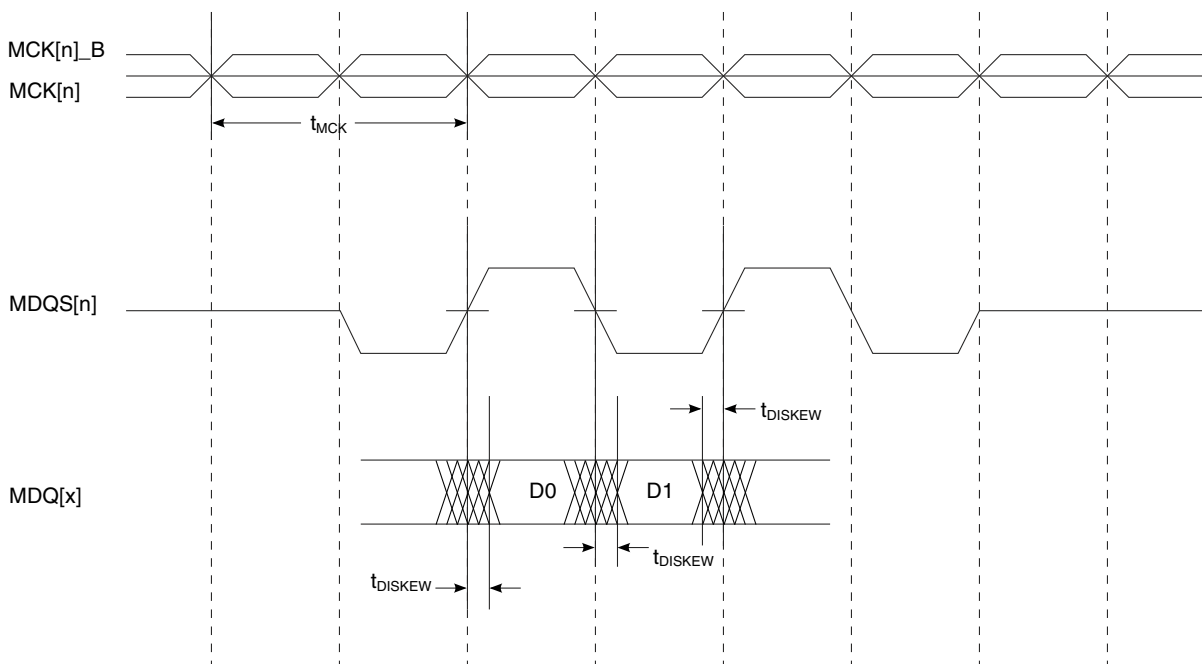 MCK[n]_B
MCK[n]
tMCK
MDQS[n]
tDISKEW
MDQ[x]
D0
D1
tDISKEW
tDISKEW